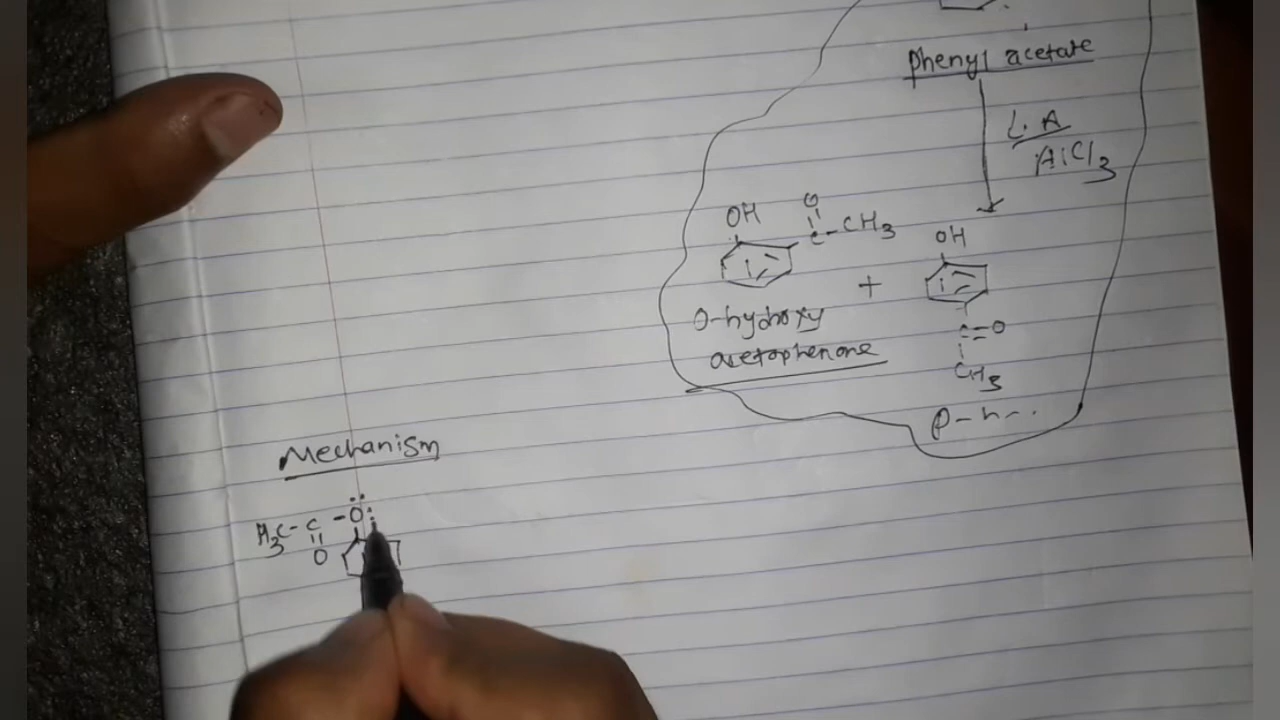 phenyl acetate
L.A
AlCl3
OH
O
C-CH3
OH
+
O-hydroxy
acetophenone
C=O
CH3
p-h--.
Mechanism
H3C-C-O:
O